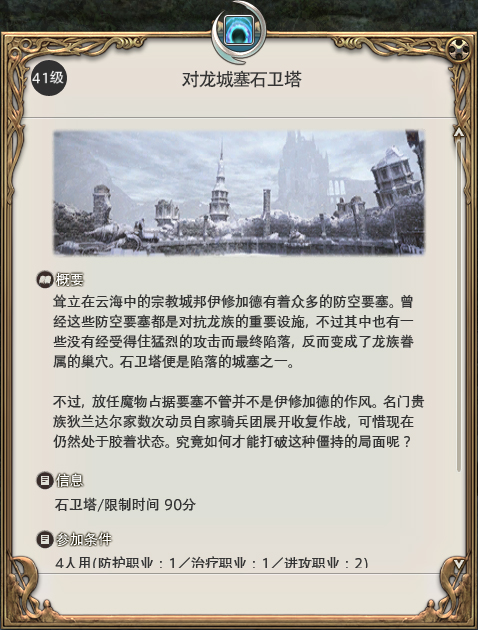 41级
对龙城塞石卫塔
概要
耸立在云海中的宗教城邦伊修加德有着众多的防空要塞。曾
经这些防空要塞都是对抗龙族的重要设施，不过其中也有一
些没有经受得住猛烈的攻击而最终陷落，反而变成了龙族眷
属的巢穴。石卫塔便是陷落的城塞之一。
不过，放任魔物占据要塞不管并不是伊修加德的作风。名门贵
族狄兰达尔家数次动员自家骑兵团展开收复作战，可惜现在
仍然处于胶着状态。究竟如何才能打破这种僵持的局面呢？
信息
石卫塔/限制时间 90分
参加条件
4人用(防护职业：1／治疗职业：1／进攻职业：2)